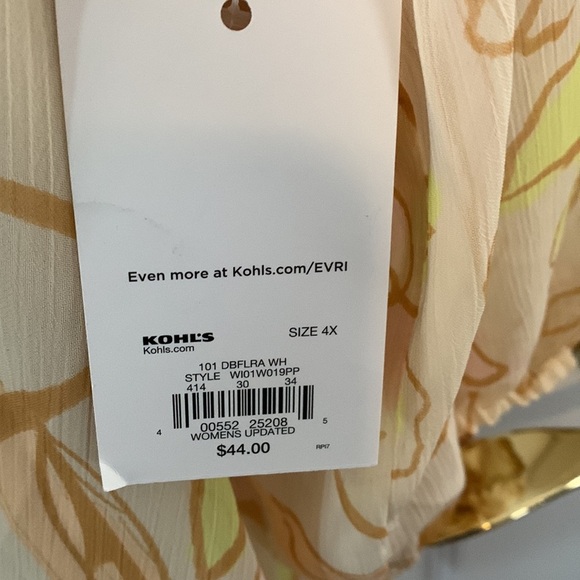 Even more at Kohls.com/EVRI
KOHL'S SIZE 4X
Kohls.com
101 DBFLRA WH
STYLE WI01W019PP
414 30 34
4 00552 25208 5
WOMENS UPDATED
$44.00 RPI7